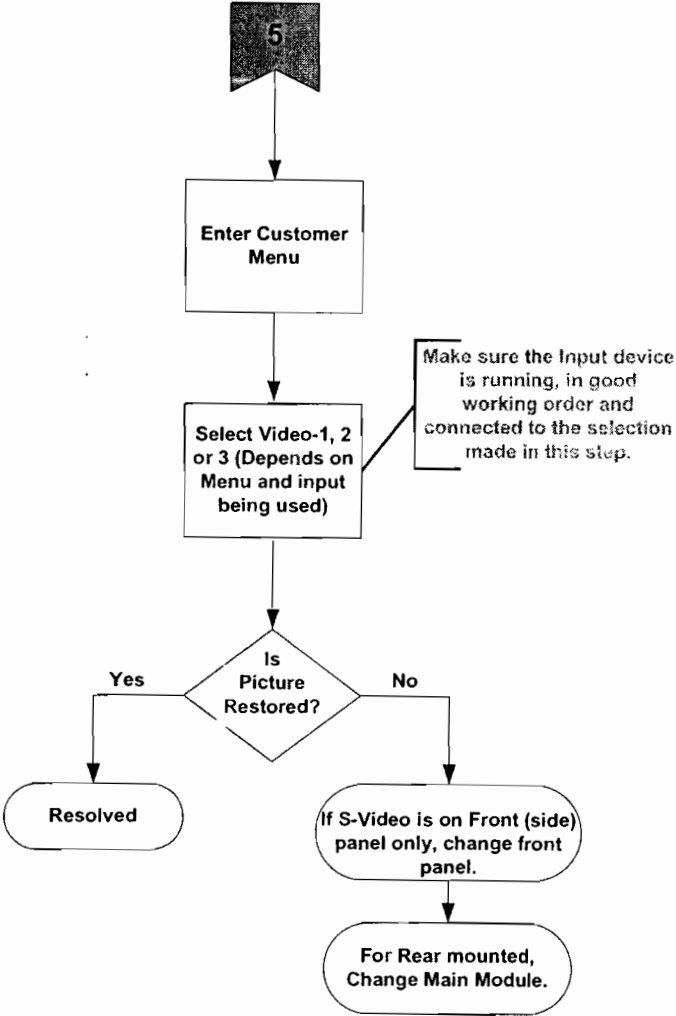 5
Enter Customer
Menu
Select Video-1, 2
or 3 (Depends on
Menu and input
being used)
Make sure the Input device
is running, in good
working order and
connected to the selection
made in this step.
Is
Picture
Restored?
Yes
No
Resolved
If S-Video is on Front (side)
panel only, change front
panel.
For Rear mounted,
Change Main Module.